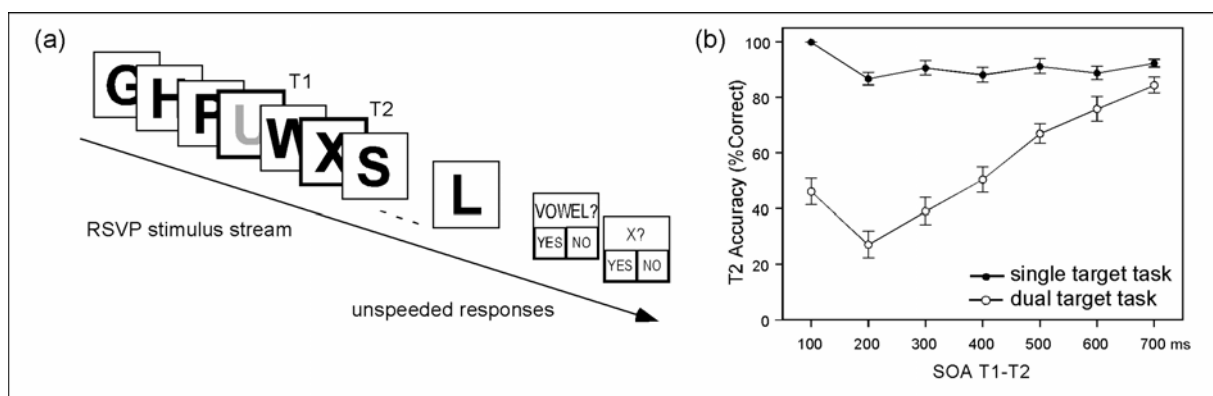 (a)
G
H
P
U
T1
W
X
T2
S
L
RSVP stimulus stream
unspeeded responses
VOWEL?
YES NO
X?
YES NO
(b)
T2 Accuracy (%Correct)
100
80
60
40
20
0
single target task
dual target task
100 200 300 400 500 600 700 ms
SOA T1-T2